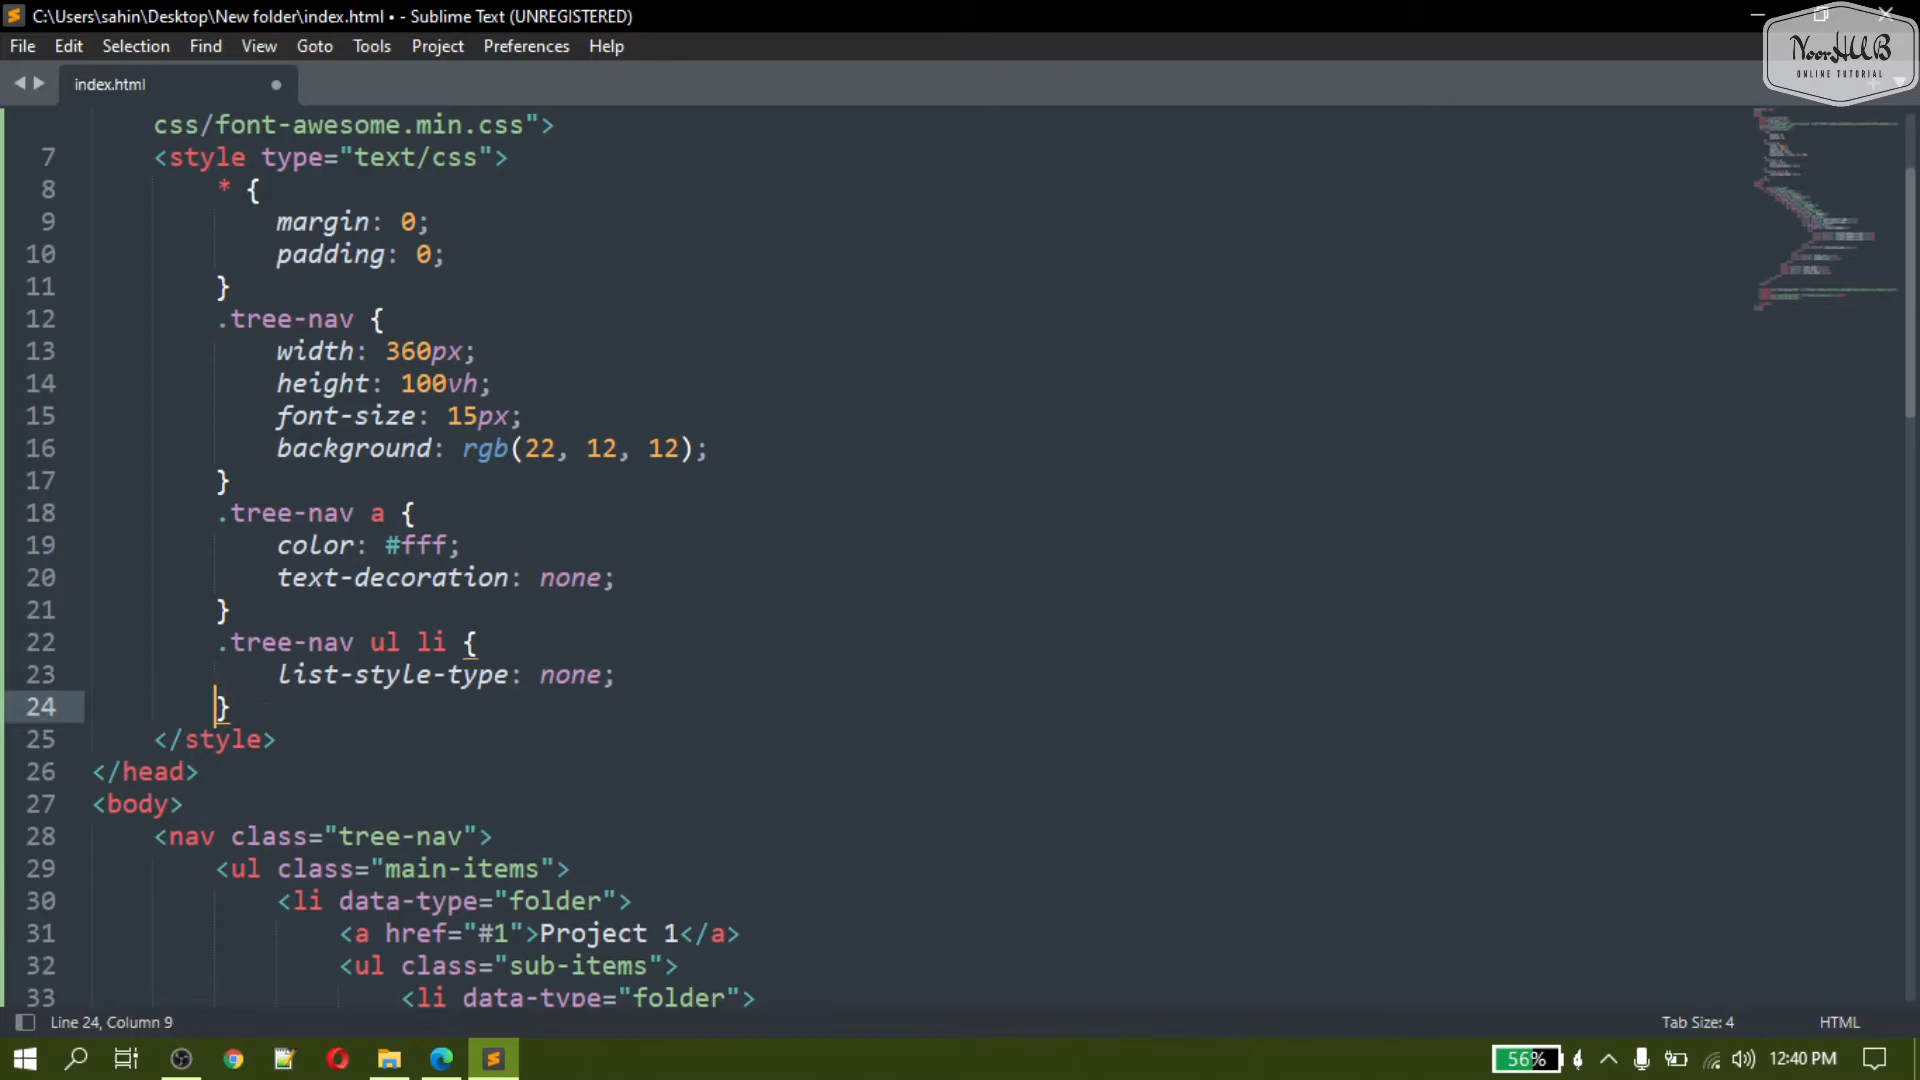 C:\Users\sahin\Desktop\New folder\index.html • - Sublime Text (UNREGISTERED)
File Edit Selection Find View Goto Tools Project Preferences Help
NoorHUB
ONLINE TUTORIAL
index.html
css/font-awesome.min.css">
7 <style type="text/css">
8 * {
9 margin: 0;
10 padding: 0;
11 }
12 .tree-nav {
13 width: 360px;
14 height: 100vh;
15 font-size: 15px;
16 background: rgb(22, 12, 12);
17 }
18 .tree-nav a {
19 color: #fff;
20 text-decoration: none;
21 }
22 .tree-nav ul li {
23 list-style-type: none;
24 }
25 </style>
26 </head>
27 <body>
28 <nav class="tree-nav">
29 <ul class="main-items">
30 <li data-type="folder">
31 <a href="#1">Project 1</a>
32 <ul class="sub-items">
33 <li data-type="folder">
Line 24, Column 9 Tab Size: 4 HTML
56% 12:40 PM